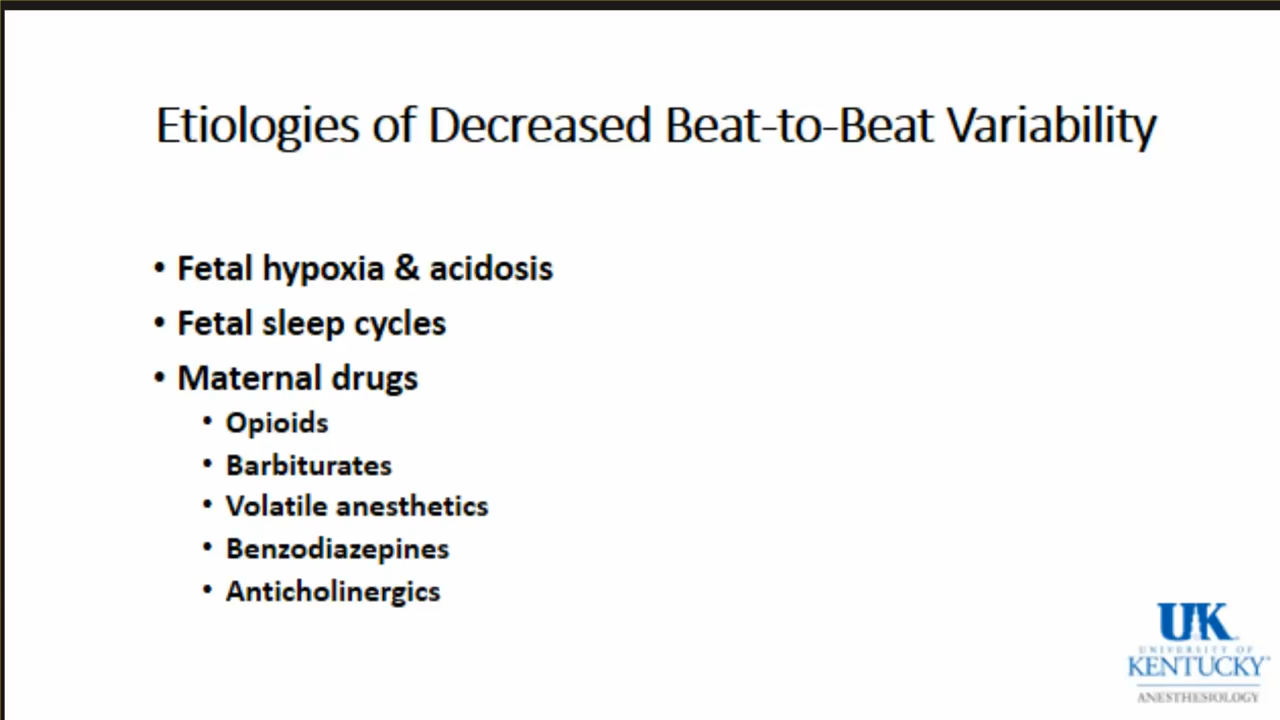 Etiologies of Decreased Beat-to-Beat Variability
• Fetal hypoxia & acidosis
• Fetal sleep cycles
• Maternal drugs
• Opioids
• Barbiturates
• Volatile anesthetics
• Benzodiazepines
• Anticholinergics
UK
UNIVERSITY OF
KENTUCKY
ANESTHESIOLOGY